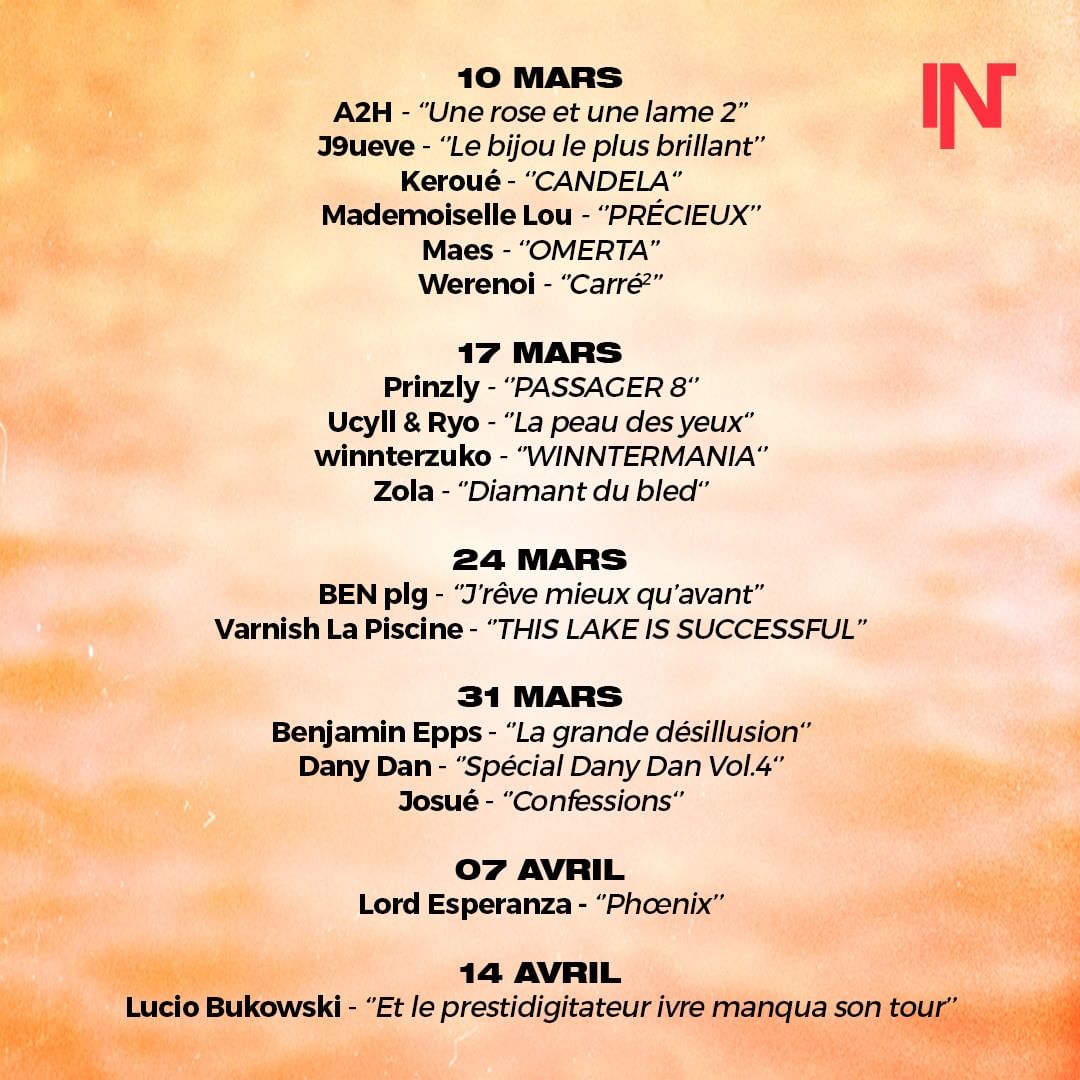 IN
10 MARS
A2H - ‘’Une rose et une lame 2’’
J9ueve - ‘’Le bijou le plus brillant’’
Keroué - ‘’CANDELA‘’
Mademoiselle Lou - ‘’PRÉCIEUX’’
Maes - ‘’OMERTA’’
Werenoi - ‘’Carré²’’
17 MARS
Prinzly - ‘’PASSAGER 8‘’
Ucyll & Ryo - ‘’La peau des yeux‘’
winnterzuko - ‘’WINNTERMANIA‘’
Zola - ‘’Diamant du bled‘’
24 MARS
BEN plg - ‘’J’rêve mieux qu’avant’’
Varnish La Piscine - ‘’THIS LAKE IS SUCCESSFUL’’
31 MARS
Benjamin Epps - ‘’La grande désillusion‘’
Dany Dan - ‘’Spécial Dany Dan Vol.4‘’
Josué - ‘’Confessions‘’
07 AVRIL
Lord Esperanza - ‘’Phœnix’’
14 AVRIL
Lucio Bukowski - ‘’Et le prestidigitateur ivre manqua son tour’’